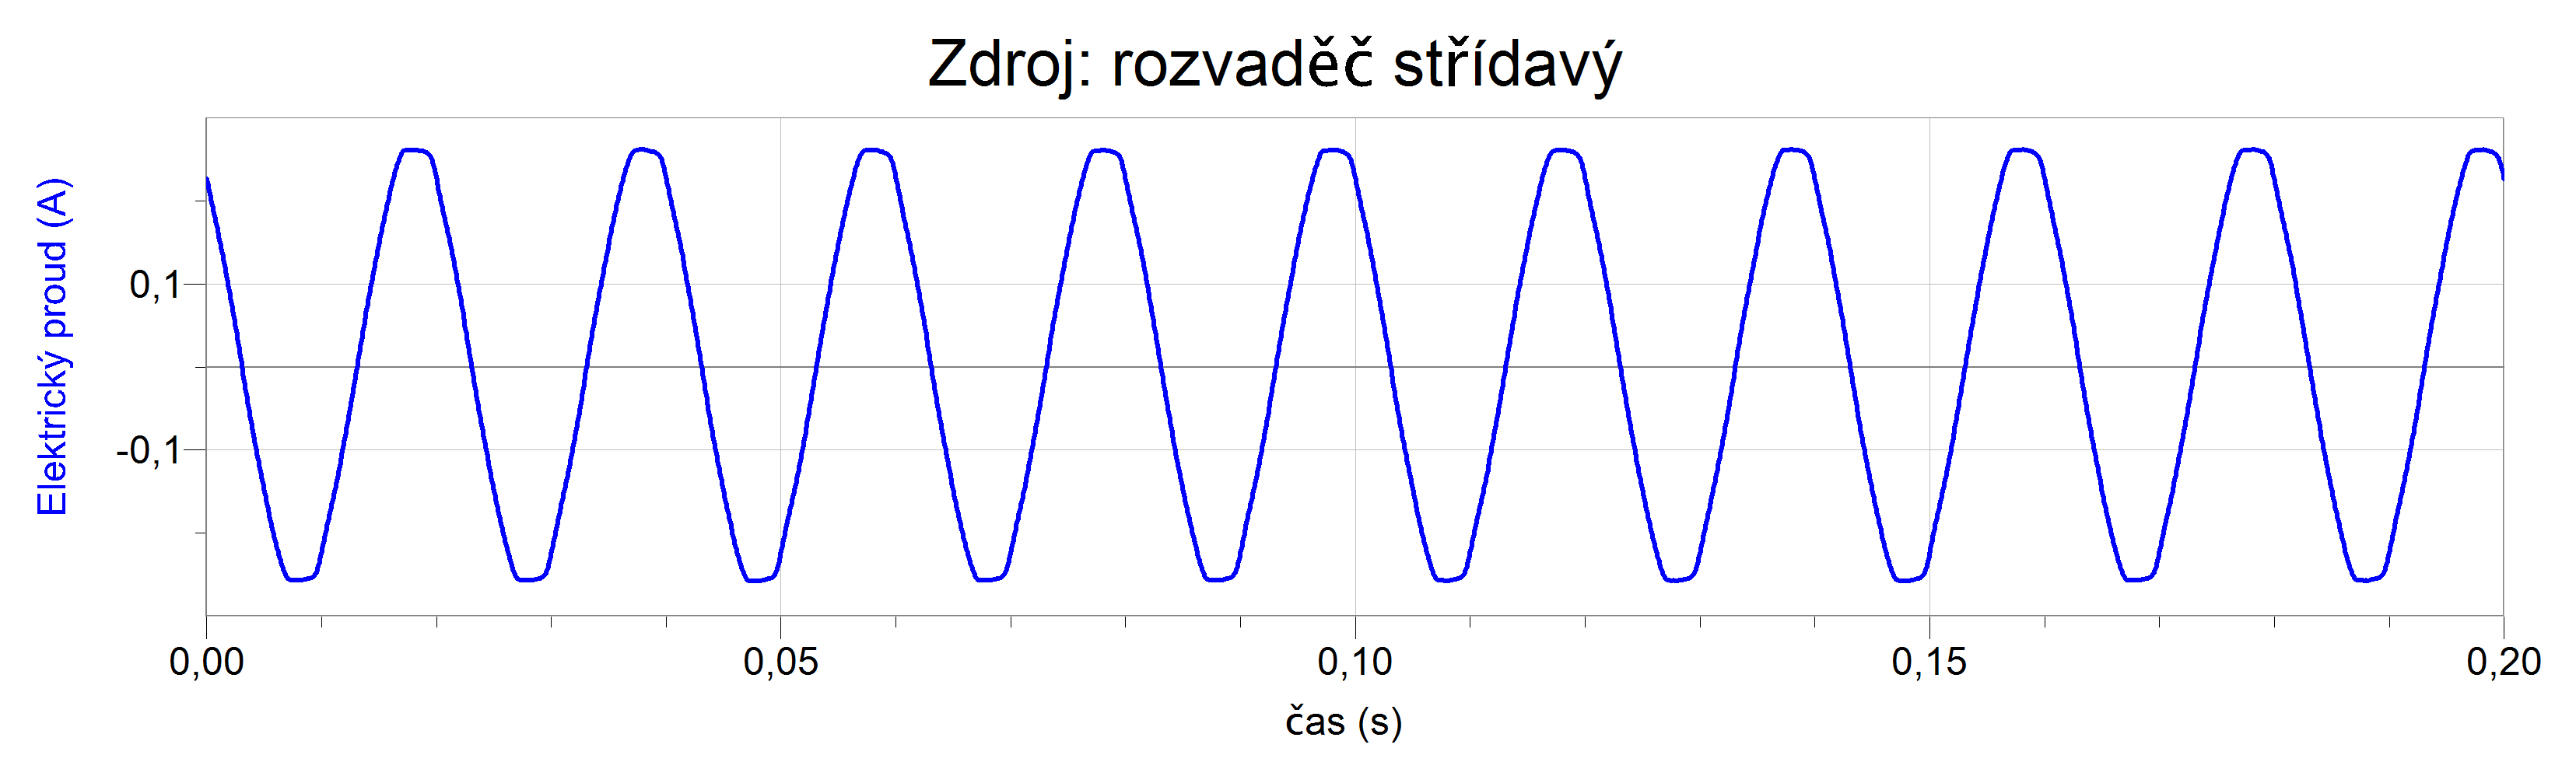 Zdroj: rozvaděč střídavý
Elektrický proud (A)
0,1
-0,1
0,00 0,05 0,10 0,15 0,20
čas (s)